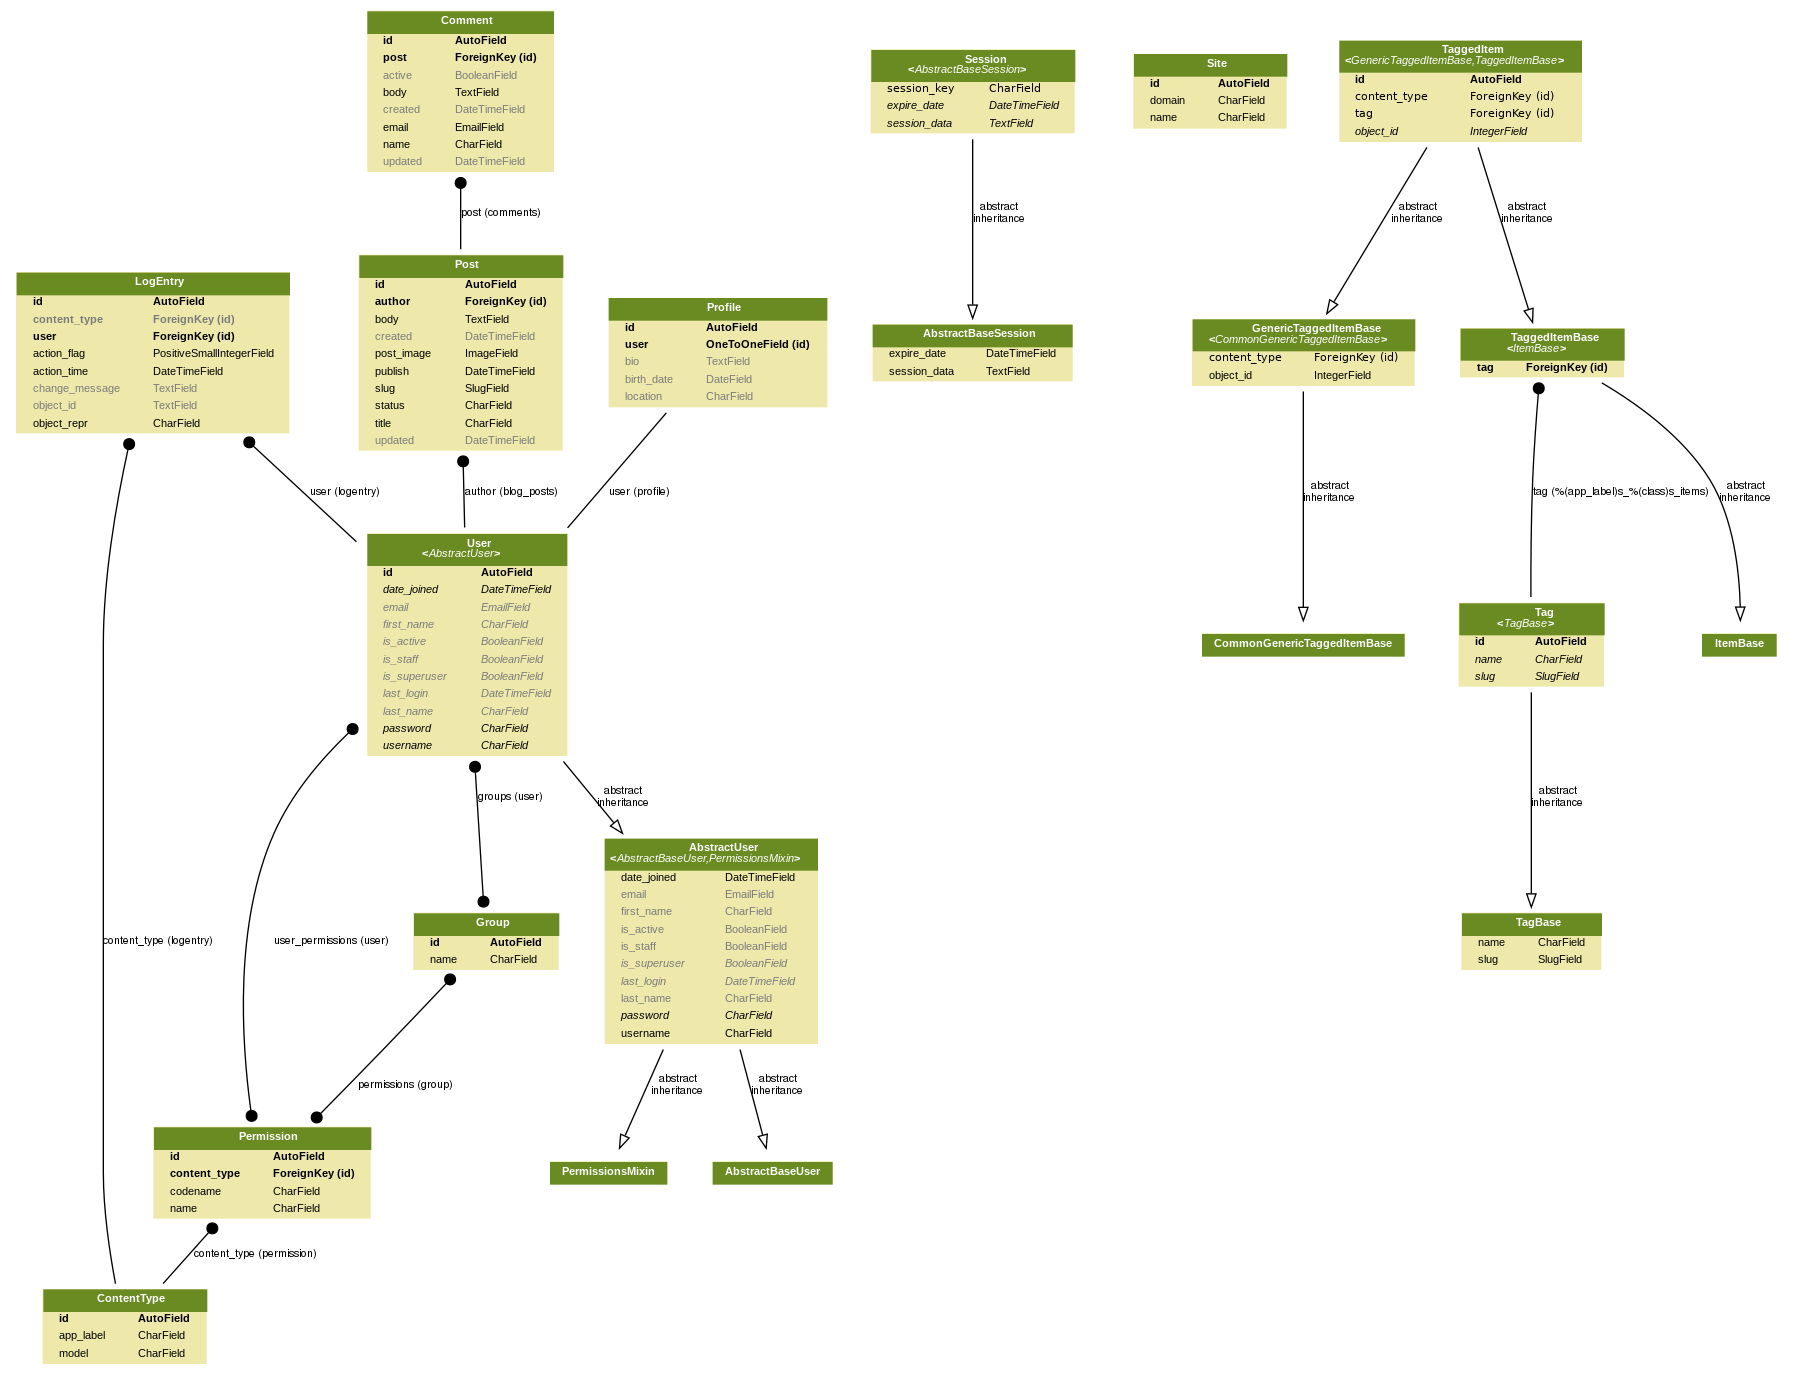 Comment
id AutoField
post ForeignKey (id)
active BooleanField
body TextField
created DateTimeField
email EmailField
name CharField
updated DateTimeField
post (comments)
Session
<AbstractBaseSession>
session_key CharField
expire_date DateTimeField
session_data TextField
abstract
inheritance
Site
id AutoField
domain CharField
name CharField
TaggedItem
<GenericTaggedItemBase,TaggedItemBase>
id AutoField
content_type ForeignKey (id)
tag ForeignKey (id)
object_id IntegerField
abstract
inheritance
abstract
inheritance
LogEntry
id AutoField
content_type ForeignKey (id)
user ForeignKey (id)
action_flag PositiveSmallIntegerField
action_time DateTimeField
change_message TextField
object_id TextField
object_repr CharField
Post
id AutoField
author ForeignKey (id)
body TextField
created DateTimeField
post_image ImageField
publish DateTimeField
slug SlugField
status CharField
title CharField
updated DateTimeField
Profile
id AutoField
user OneToOneField (id)
bio TextField
birth_date DateField
location CharField
AbstractBaseSession
expire_date DateTimeField
session_data TextField
GenericTaggedItemBase
<CommonGenericTaggedItemBase>
content_type ForeignKey (id)
object_id IntegerField
TaggedItemBase
<ItemBase>
tag ForeignKey (id)
user (logentry)
author (blog_posts)
user (profile)
abstract
inheritance
tag (%(app_label)s_%(class)s_items)
abstract
inheritance
User
<AbstractUser>
id AutoField
date_joined DateTimeField
email EmailField
first_name CharField
is_active BooleanField
is_staff BooleanField
is_superuser BooleanField
last_login DateTimeField
last_name CharField
password CharField
username CharField
CommonGenericTaggedItemBase
Tag
<TagBase>
id AutoField
name CharField
slug SlugField
ItemBase
groups (user)
abstract
inheritance
abstract
inheritance
AbstractUser
<AbstractBaseUser,PermissionsMixin>
date_joined DateTimeField
email EmailField
first_name CharField
is_active BooleanField
is_staff BooleanField
is_superuser BooleanField
last_login DateTimeField
last_name CharField
password CharField
username CharField
content_type (logentry)
user_permissions (user)
Group
id AutoField
name CharField
TagBase
name CharField
slug SlugField
permissions (group)
abstract
inheritance
abstract
inheritance
Permission
id AutoField
content_type ForeignKey (id)
codename CharField
name CharField
PermissionsMixin
AbstractBaseUser
content_type (permission)
ContentType
id AutoField
app_label CharField
model CharField